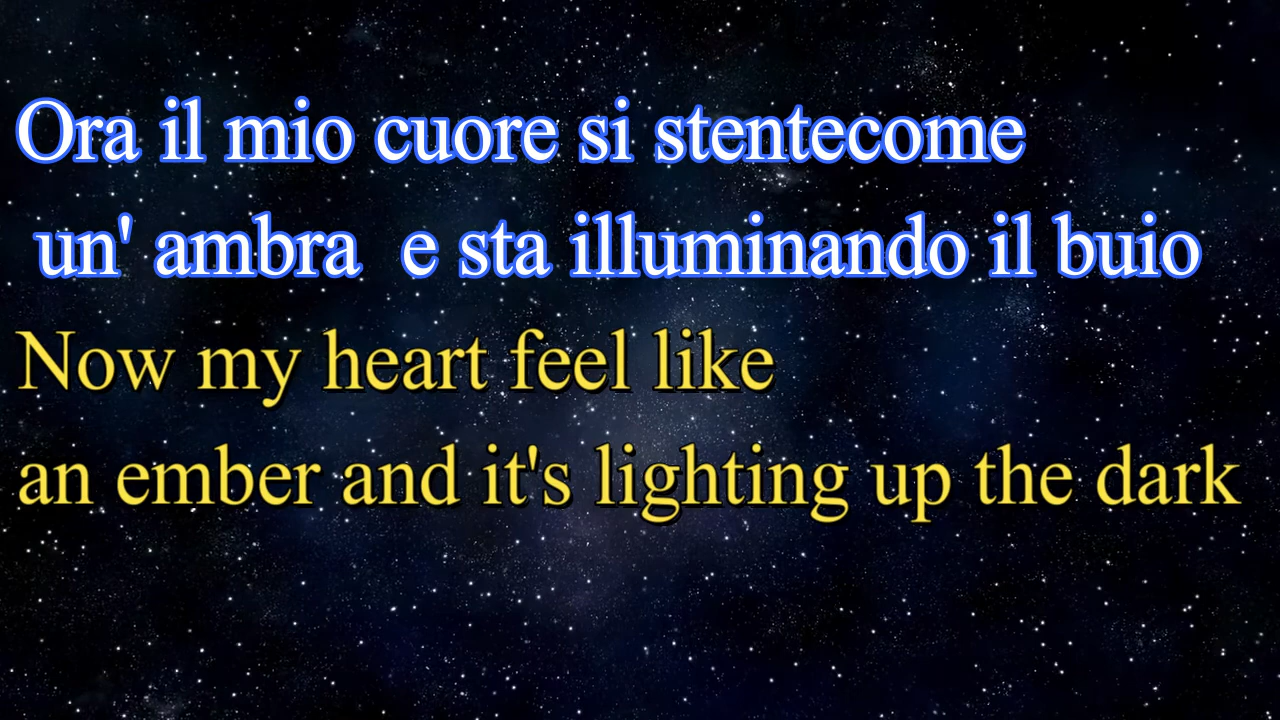 Ora il mio cuore si stentecome
un' ambra e sta illuminando il buio
Now my heart feel like
an ember and it's lighting up the dark